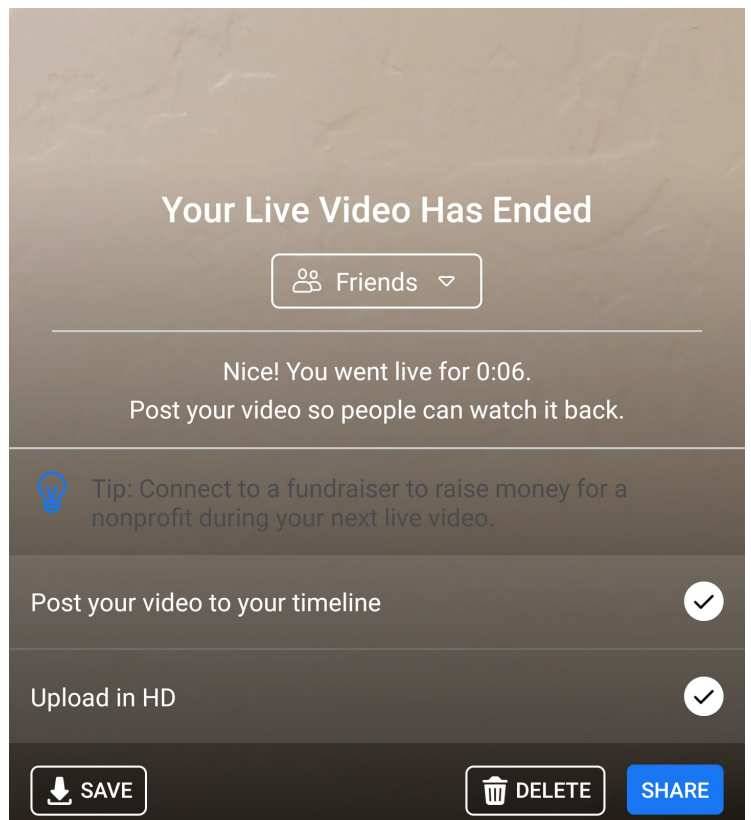 Your Live Video Has Ended
Friends
Nice! You went live for 0:06.
Post your video so people can watch it back.
Tip: Connect to a fundraiser to raise money for a
nonprofit during your next live video.
Post your video to your timeline
Upload in HD
SAVE
DELETE
SHARE